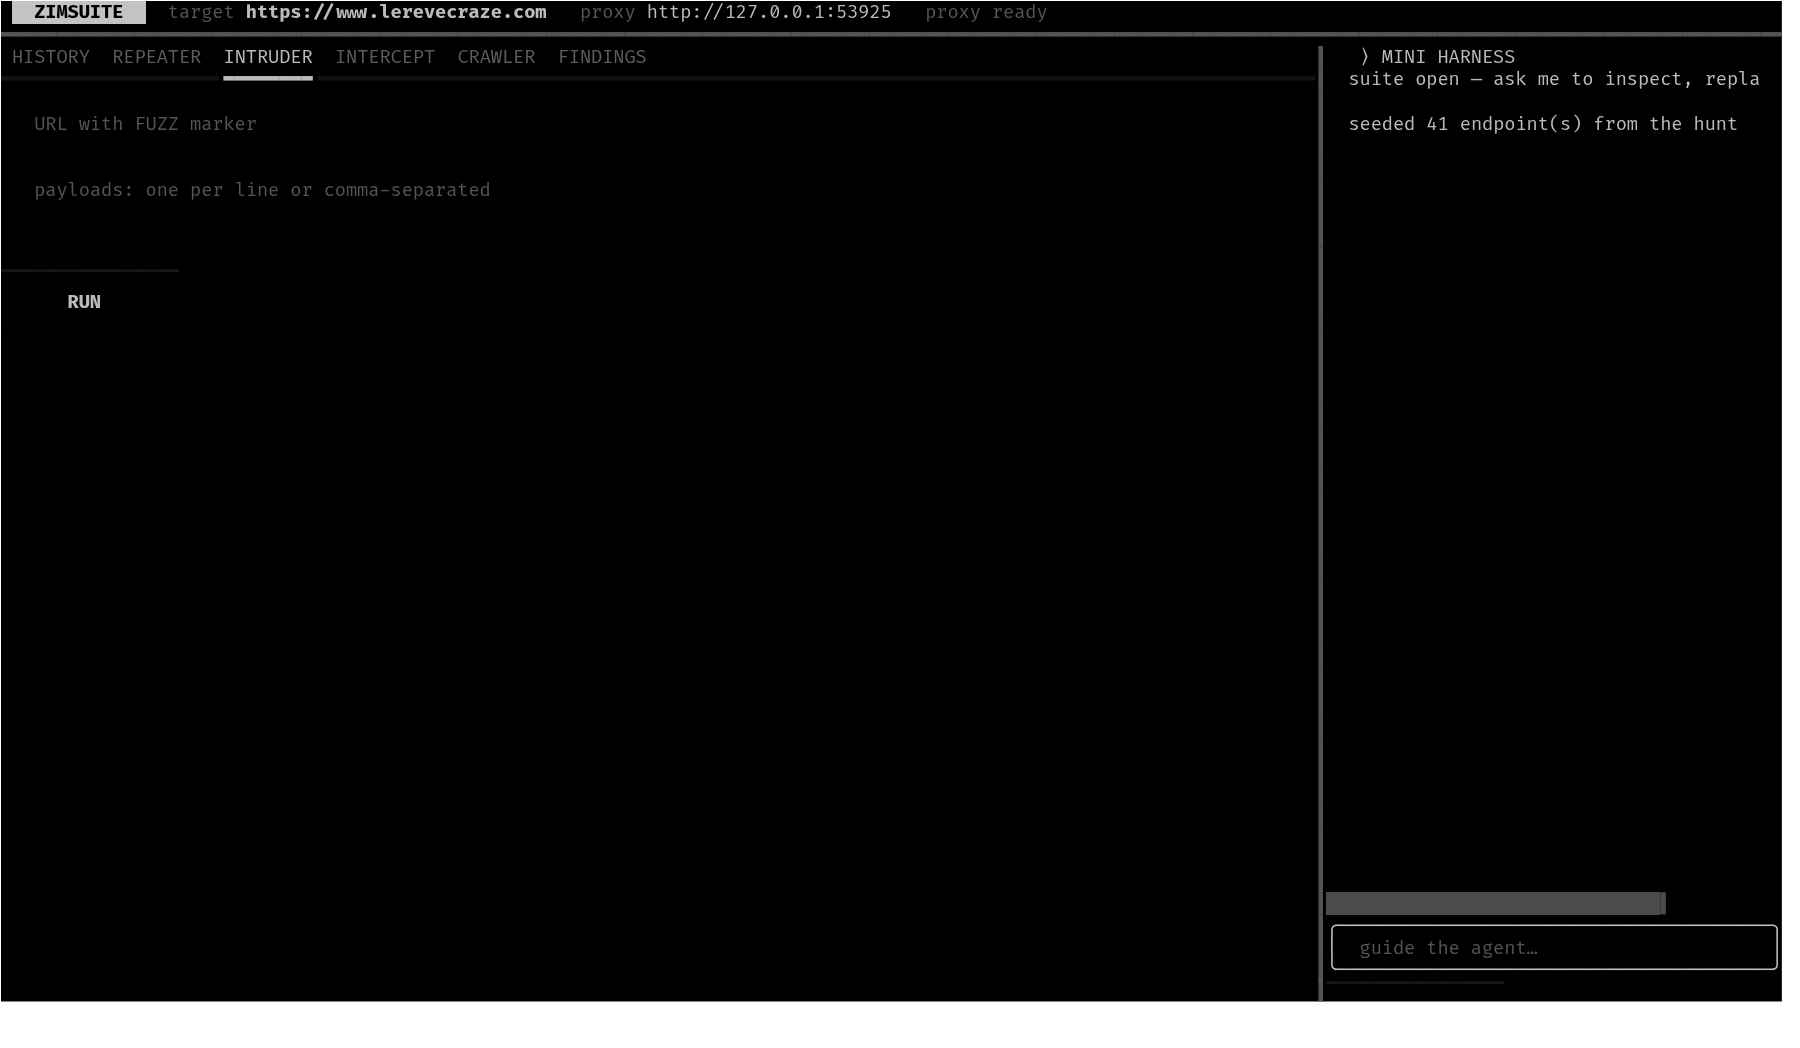 ZIMSUITE target https://www.lerevecraze.com proxy http://127.0.0.1:53925 proxy ready
HISTORY REPEATER INTRUDER INTERCEPT CRAWLER FINDINGS
URL with FUZZ marker
payloads: one per line or comma-separated
RUN
⟩ MINI HARNESS
suite open — ask me to inspect, repla
seeded 41 endpoint(s) from the hunt
guide the agent…